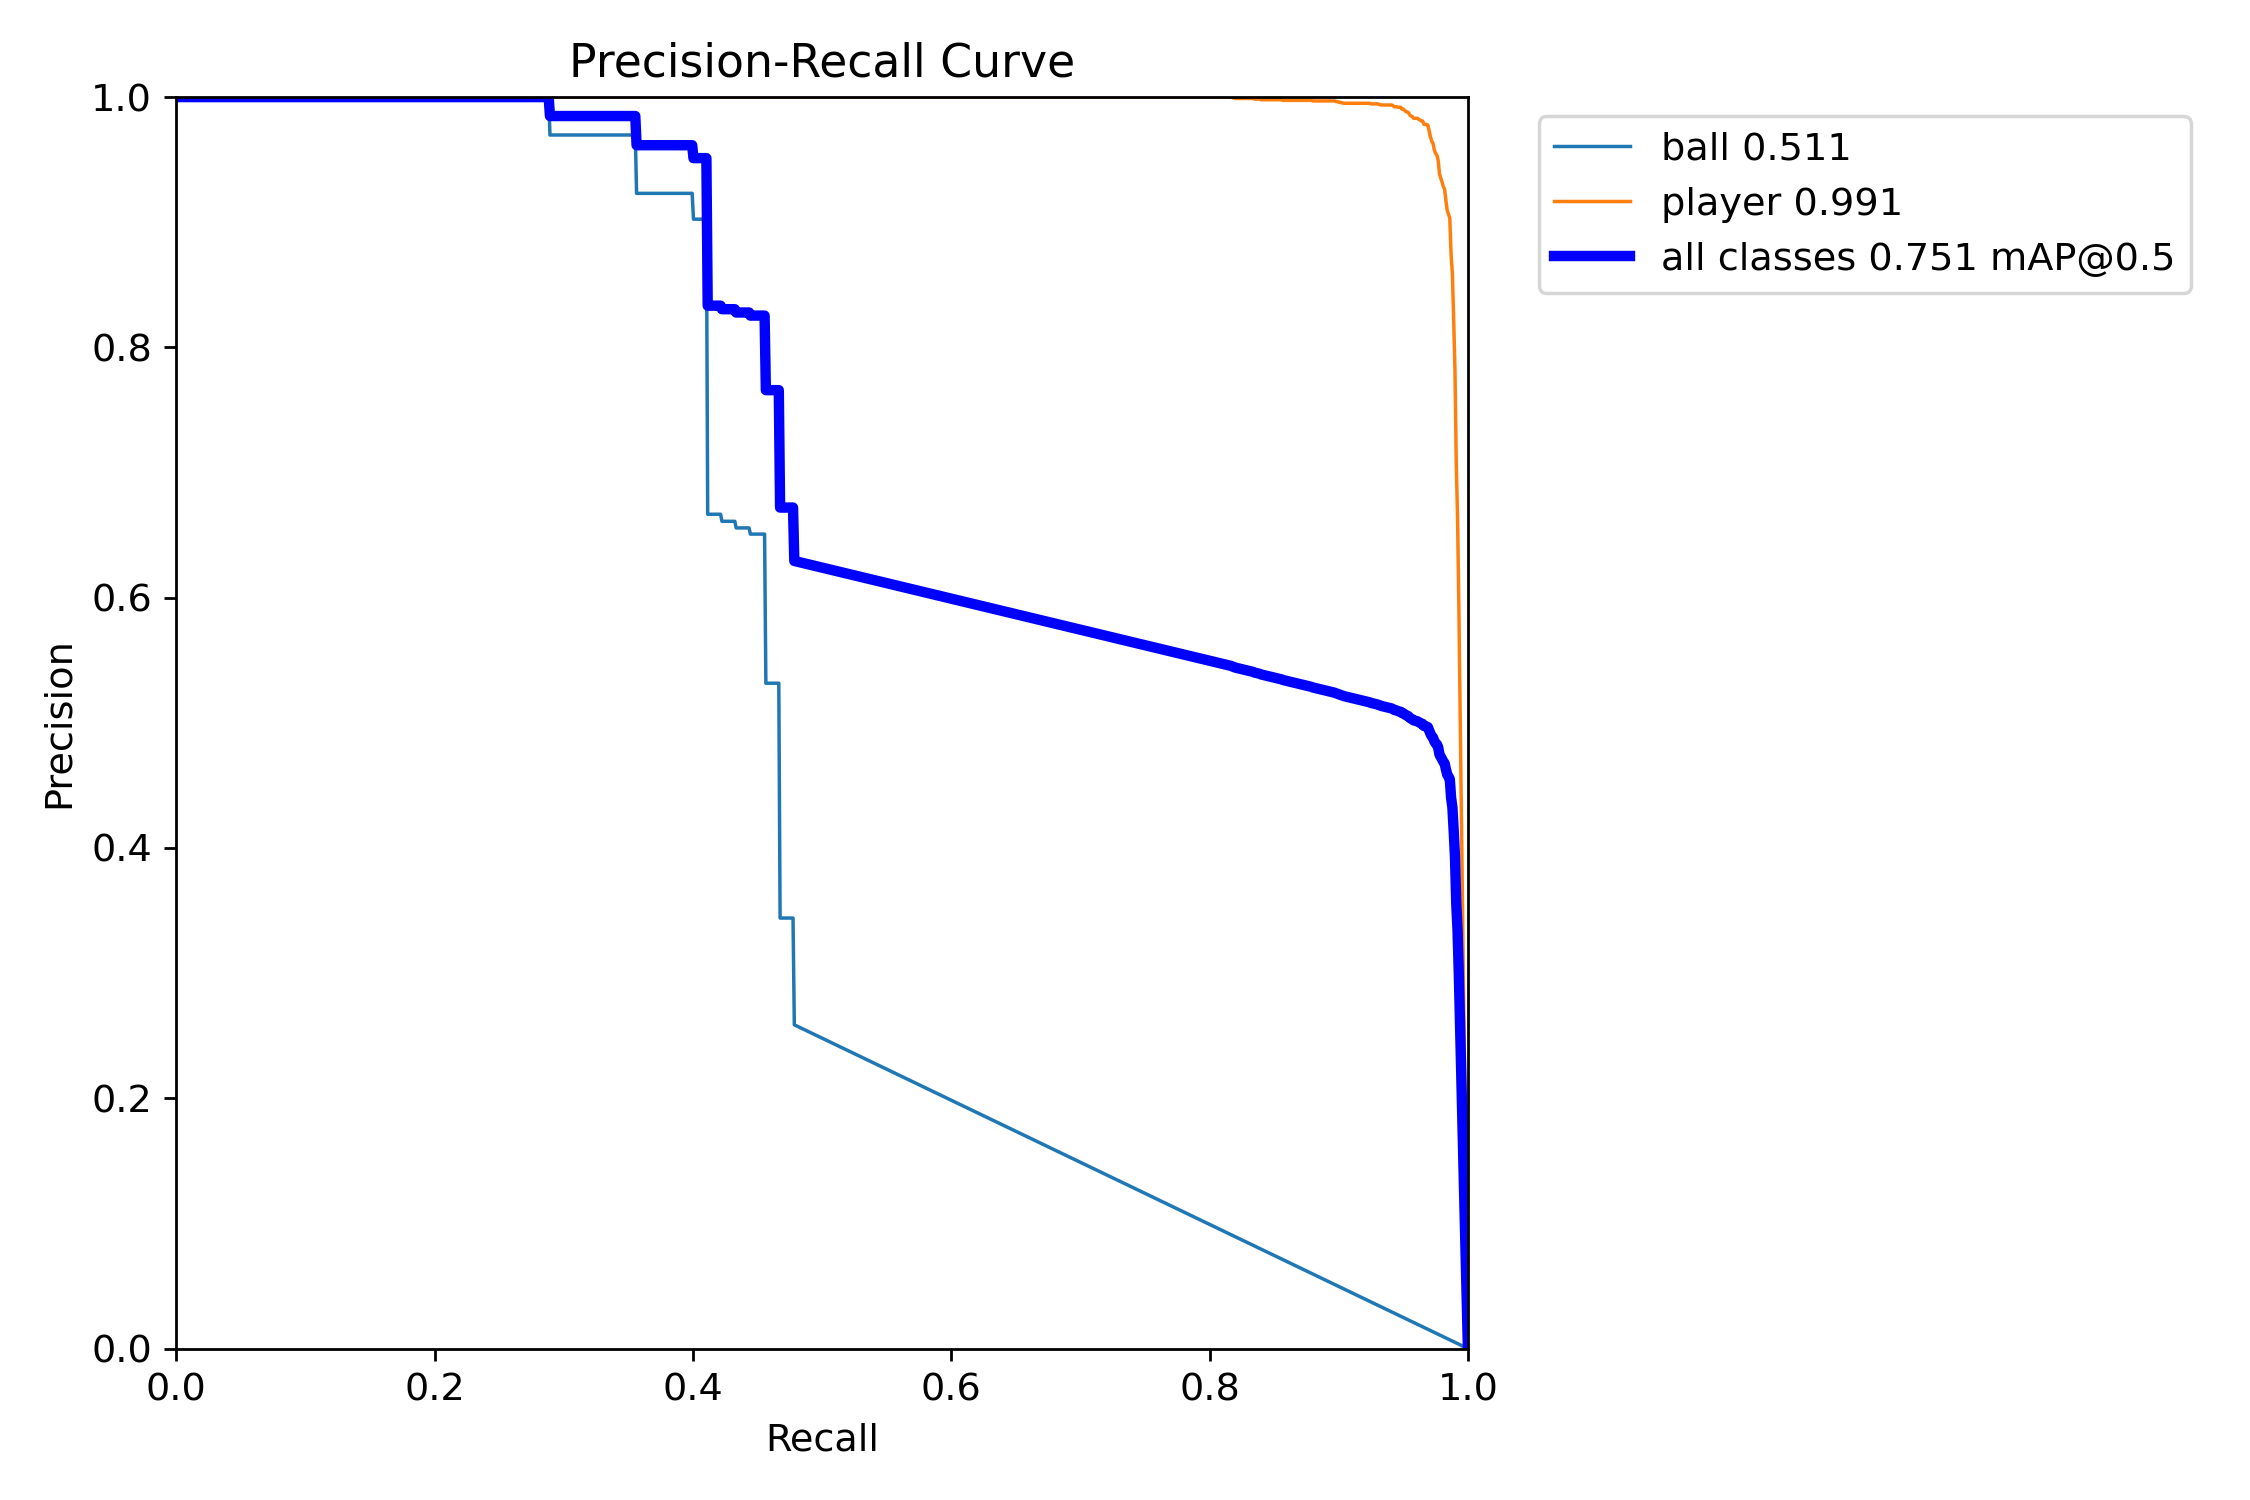 Precision-Recall Curve
1.0
0.8
0.6
0.4
0.2
0.0
Precision
0.0 0.2 0.4 0.6 0.8 1.0
Recall
ball 0.511
player 0.991
all classes 0.751 mAP@0.5